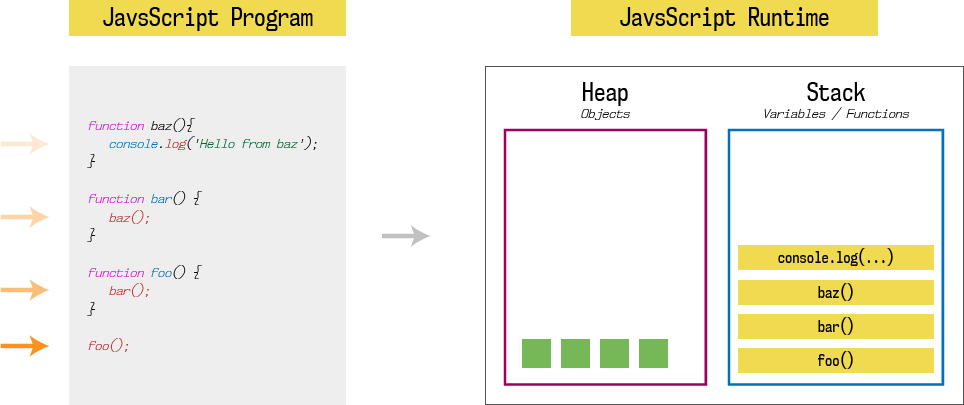 JavsScript Program
function baz(){
console.log('Hello from baz');
}
function bar() {
baz();
}
function foo() {
bar();
}
foo();
JavsScript Runtime
Heap
Objects
Stack
Variables / Functions
console.log(...)
baz()
bar()
foo()